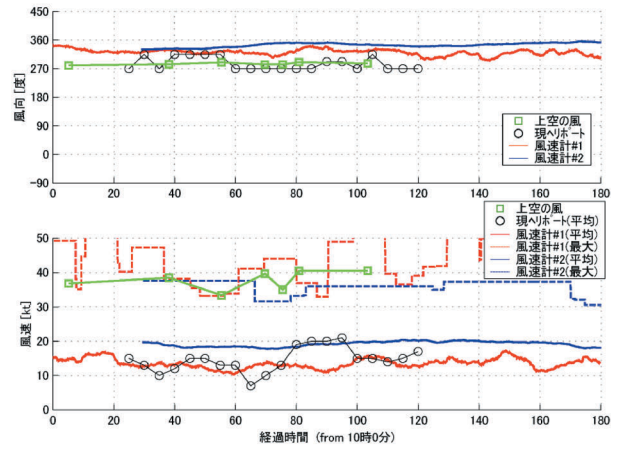 450
360
270
180
90
0
-90
風向 [度]
0 20 40 60 80 100 120 140 160 180
上空の風
現ヘリポート
風速計#1
風速計#2
上空の風
現ヘリポート(平均)
風速計#1(平均)
風速計#1(最大)
風速計#2(平均)
風速計#2(最大)
50
40
30
20
10
0
風速 [kt]
0 20 40 60 80 100 120 140 160 180
経過時間 (from 10時0分)